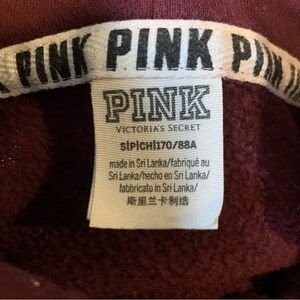 PINK PINK PINK
PINK
VICTORIA'S SECRET
S|P|CH|170/88A
made in Sri Lanka/fabriqué au
Sri Lanka/hecho en Sri Lanka/
fabbricato in Sri Lanka/
斯里兰卡制造